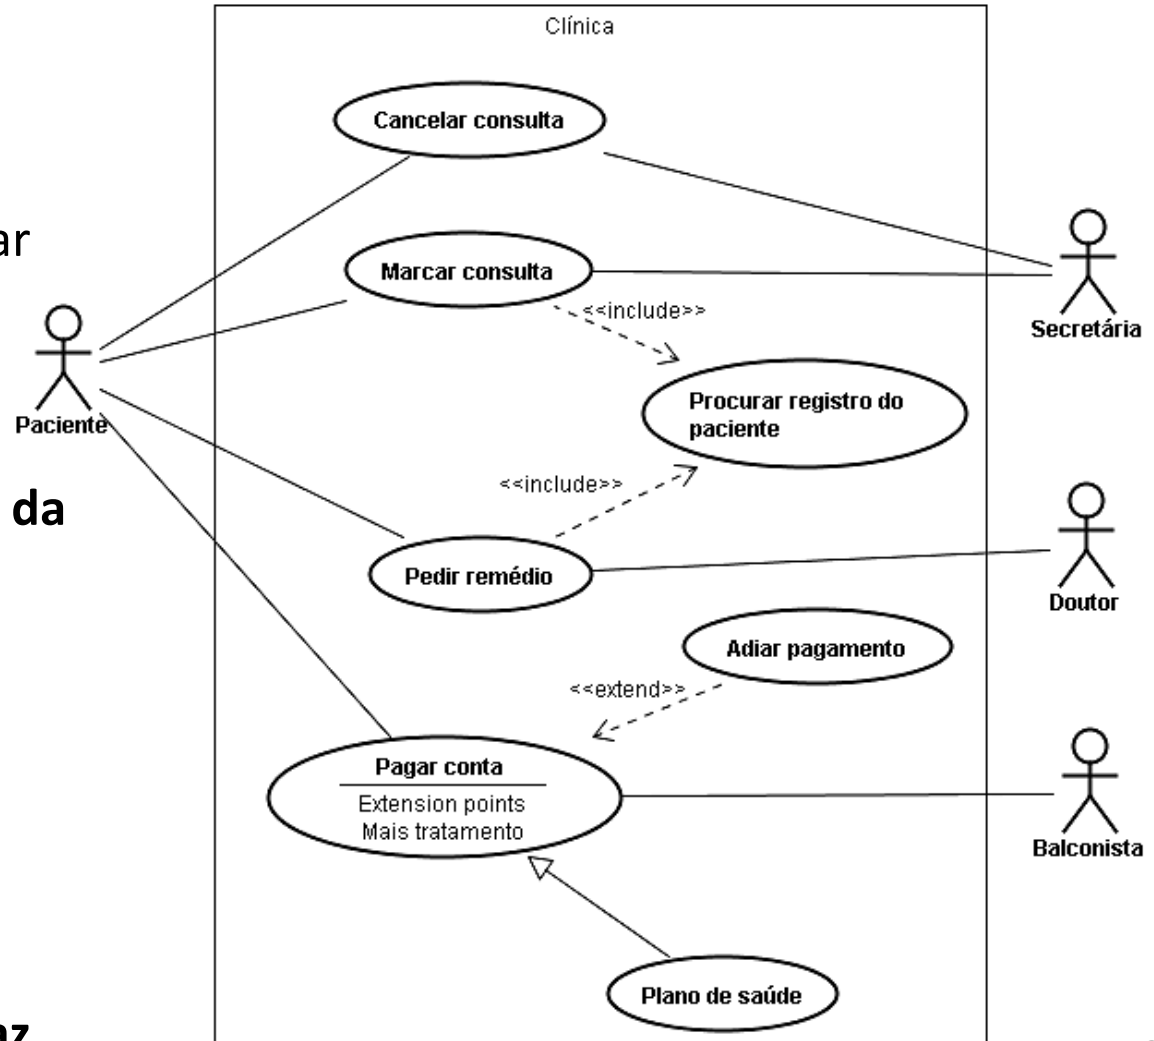 Clínica
Cancelar consulta
ar
Marcar consulta
<<include>>
Secretária
Procurar registro do
paciente
Paciente
<<include>>
da
Pedir remédio
Doutor
Adiar pagamento
<<extend>>
Pagar conta
Extension points
Mais tratamento
Balconista
Plano de saúde